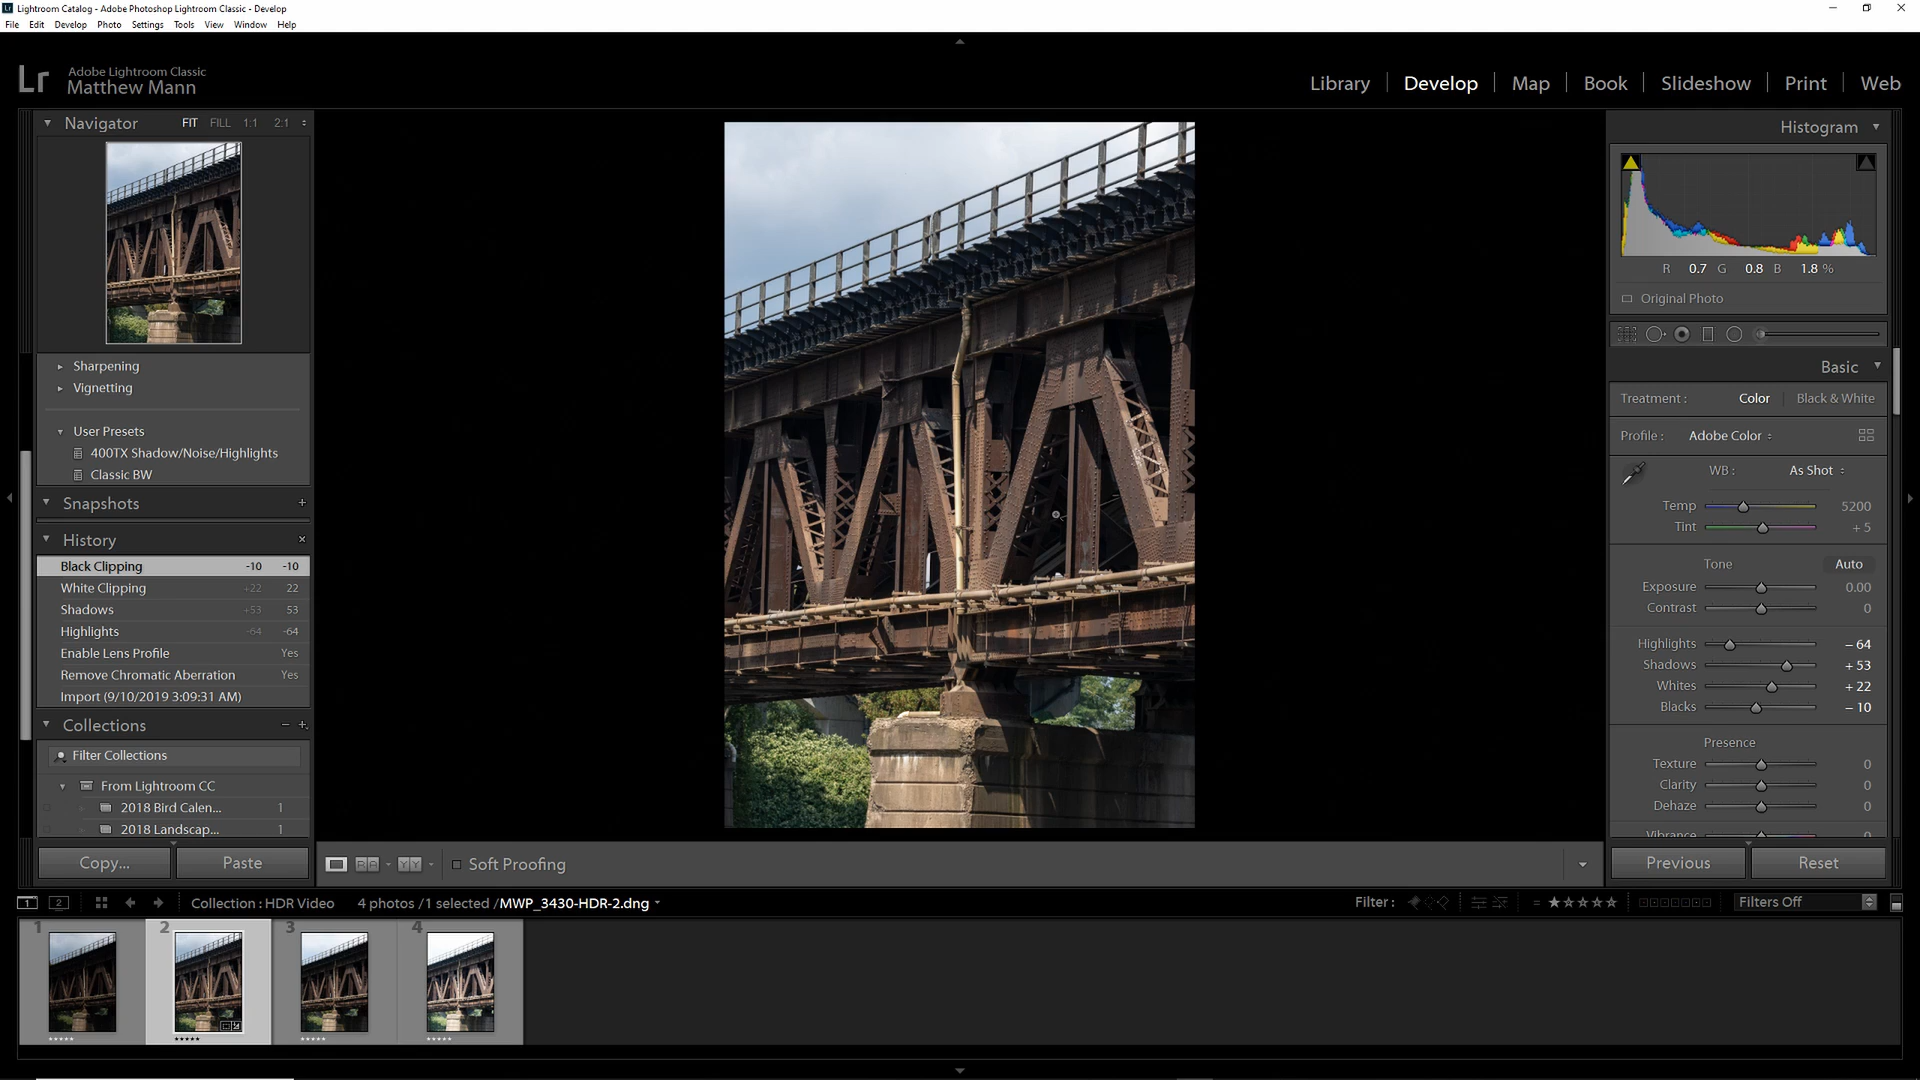 Lightroom Catalog - Adobe Photoshop Lightroom Classic - Develop
File Edit Develop Photo Settings Tools View Window Help
Lr Adobe Lightroom Classic
Matthew Mann
Library Develop Map Book Slideshow Print Web
Navigator FIT FILL 1:1 2:1
Sharpening
Vignetting
User Presets
400TX Shadow/Noise/Highlights
Classic BW
Snapshots +
History ×
Black Clipping -10 -10
White Clipping +22 22
Shadows +53 53
Highlights -64 -64
Enable Lens Profile Yes
Remove Chromatic Aberration Yes
Import (9/10/2019 3:09:31 AM)
Collections − +
Filter Collections
From Lightroom CC
2018 Bird Calen... 1
2018 Landscap... 1
Copy... Paste
Soft Proofing
Histogram
R 0.7 G 0.8 B 1.8 %
Original Photo
Basic
Treatment : Color Black & White
Profile : Adobe Color
WB : As Shot
Temp 5200
Tint + 5
Tone Auto
Exposure 0.00
Contrast 0
Highlights − 64
Shadows + 53
Whites + 22
Blacks − 10
Presence
Texture 0
Clarity 0
Dehaze 0
Vibrance 0
Previous Reset
1 2 Collection : HDR Video 4 photos /1 selected /MWP_3430-HDR-2.dng Filter : = ★★★★★ Filters Off
1 2 3 4
★★★★★ ★★★★★ ★★★★★ ★★★★★